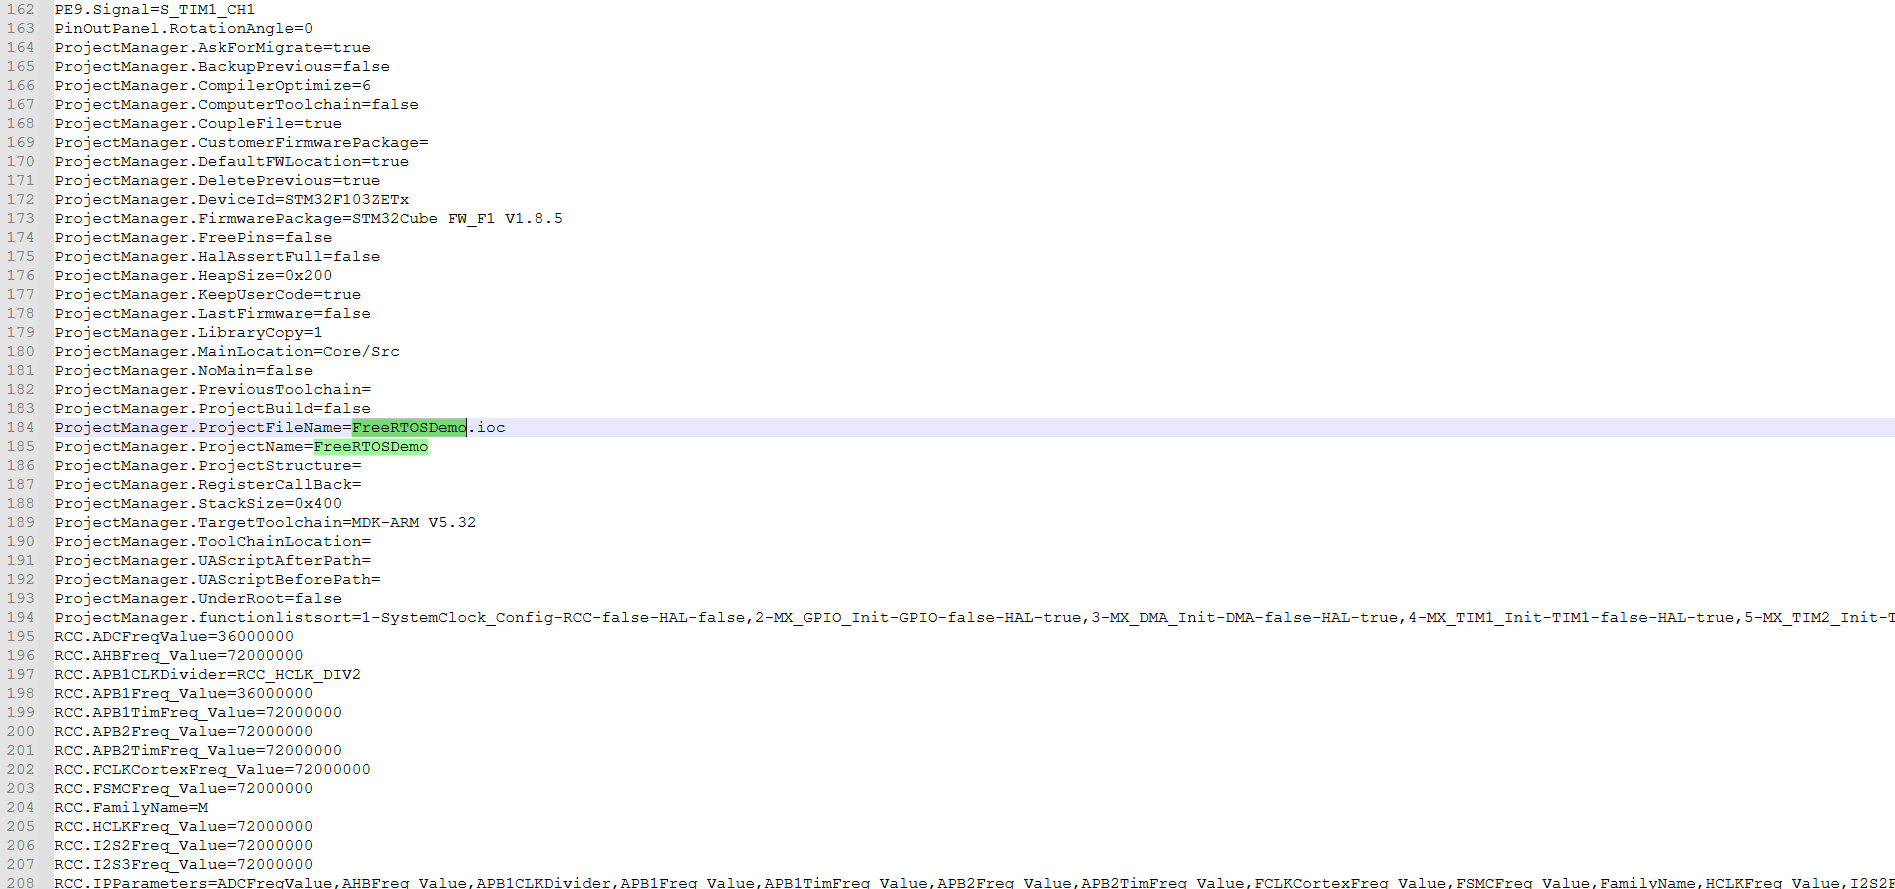 162 PE9.Signal=S_TIM1_CH1
163 PinOutPanel.RotationAngle=0
164 ProjectManager.AskForMigrate=true
165 ProjectManager.BackupPrevious=false
166 ProjectManager.CompilerOptimize=6
167 ProjectManager.ComputerToolchain=false
168 ProjectManager.CoupleFile=true
169 ProjectManager.CustomerFirmwarePackage=
170 ProjectManager.DefaultFWLocation=true
171 ProjectManager.DeletePrevious=true
172 ProjectManager.DeviceId=STM32F103ZETx
173 ProjectManager.FirmwarePackage=STM32Cube FW_F1 V1.8.5
174 ProjectManager.FreePins=false
175 ProjectManager.HalAssertFull=false
176 ProjectManager.HeapSize=0x200
177 ProjectManager.KeepUserCode=true
178 ProjectManager.LastFirmware=false
179 ProjectManager.LibraryCopy=1
180 ProjectManager.MainLocation=Core/Src
181 ProjectManager.NoMain=false
182 ProjectManager.PreviousToolchain=
183 ProjectManager.ProjectBuild=false
184 ProjectManager.ProjectFileName=FreeRTOSDemo.ioc
185 ProjectManager.ProjectName=FreeRTOSDemo
186 ProjectManager.ProjectStructure=
187 ProjectManager.RegisterCallBack=
188 ProjectManager.StackSize=0x400
189 ProjectManager.TargetToolchain=MDK-ARM V5.32
190 ProjectManager.ToolChainLocation=
191 ProjectManager.UAScriptAfterPath=
192 ProjectManager.UAScriptBeforePath=
193 ProjectManager.UnderRoot=false
194 ProjectManager.functionlistsort=1-SystemClock_Config-RCC-false-HAL-false,2-MX_GPIO_Init-GPIO-false-HAL-true,3-MX_DMA_Init-DMA-false-HAL-true,4-MX_TIM1_Init-TIM1-false-HAL-true,5-MX_TIM2_Init-T
195 RCC.ADCFreqValue=36000000
196 RCC.AHBFreq_Value=72000000
197 RCC.APB1CLKDivider=RCC_HCLK_DIV2
198 RCC.APB1Freq_Value=36000000
199 RCC.APB1TimFreq_Value=72000000
200 RCC.APB2Freq_Value=72000000
201 RCC.APB2TimFreq_Value=72000000
202 RCC.FCLKCortexFreq_Value=72000000
203 RCC.FSMCFreq_Value=72000000
204 RCC.FamilyName=M
205 RCC.HCLKFreq_Value=72000000
206 RCC.I2S2Freq_Value=72000000
207 RCC.I2S3Freq_Value=72000000
208 RCC.IPParameters=ADCFreqValue,AHBFreq_Value,APB1CLKDivider,APB1Freq_Value,APB1TimFreq_Value,APB2Freq_Value,APB2TimFreq_Value,FCLKCortexFreq_Value,FSMCFreq_Value,FamilyName,HCLKFreq_Value,I2S2F